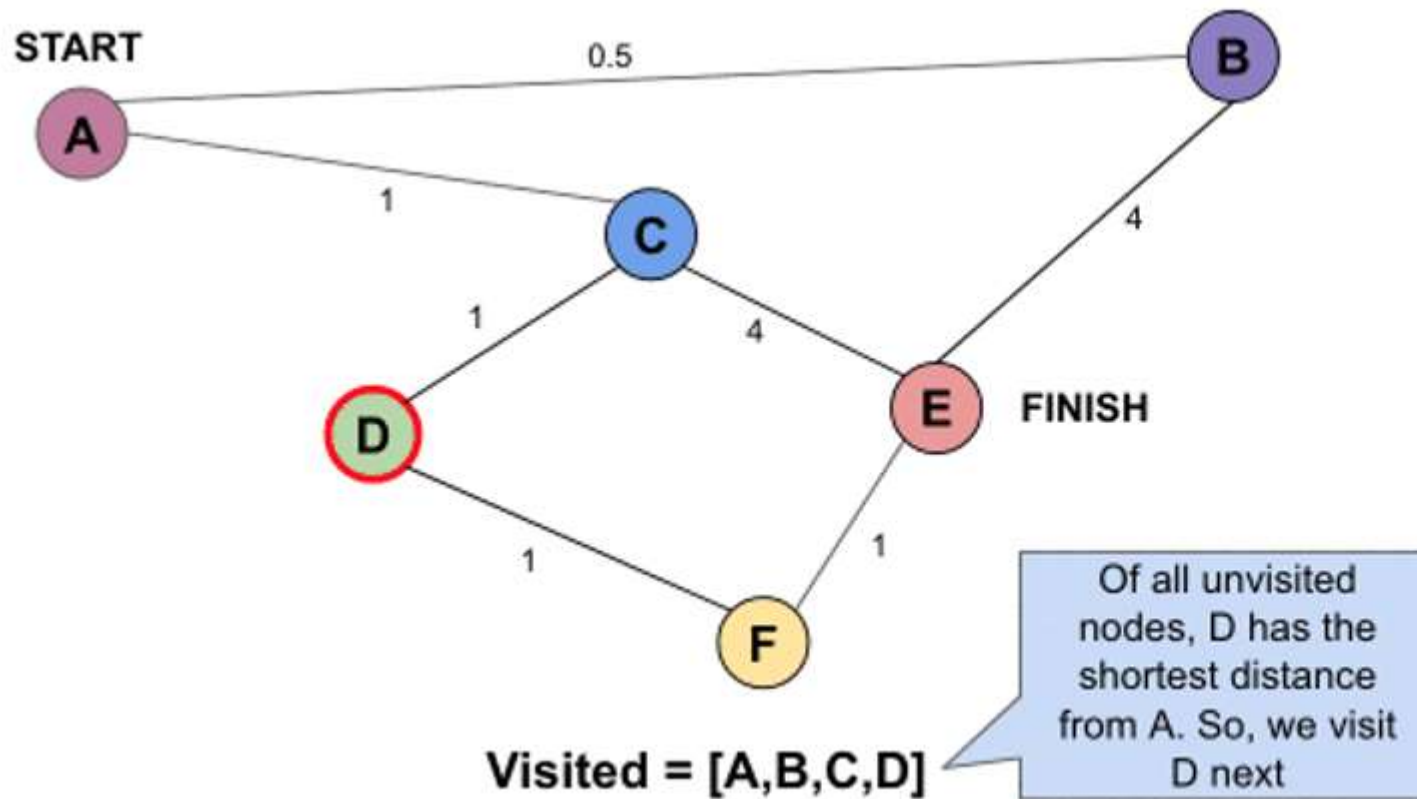 START
0.5
B
A
1
C
4
1
4
D
E
FINISH
1
1
F
Of all unvisited
nodes, D has the
shortest distance
from A. So, we visit
D next
Visited = [A,B,C,D]